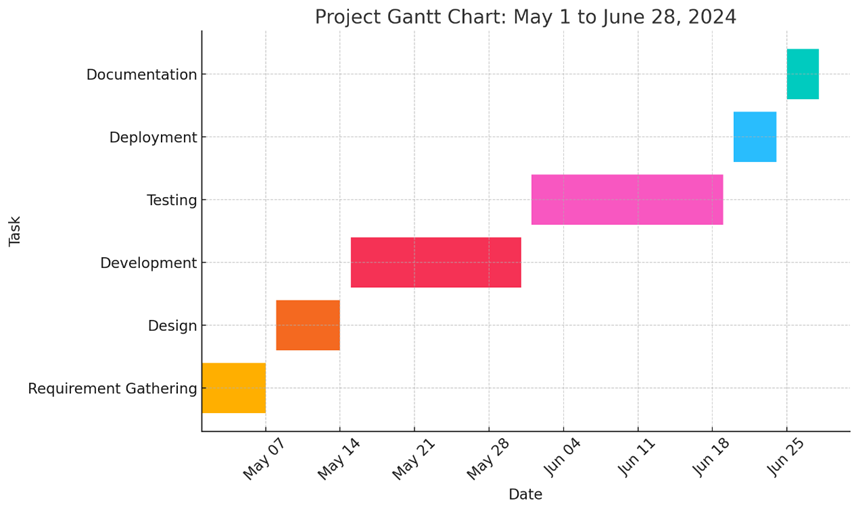 Project Gantt Chart: May 1 to June 28, 2024
Documentation
Deployment
Testing
Development
Design
Requirement Gathering
Task
May 07
May 14
May 21
May 28
Jun 04
Jun 11
Jun 18
Jun 25
Date